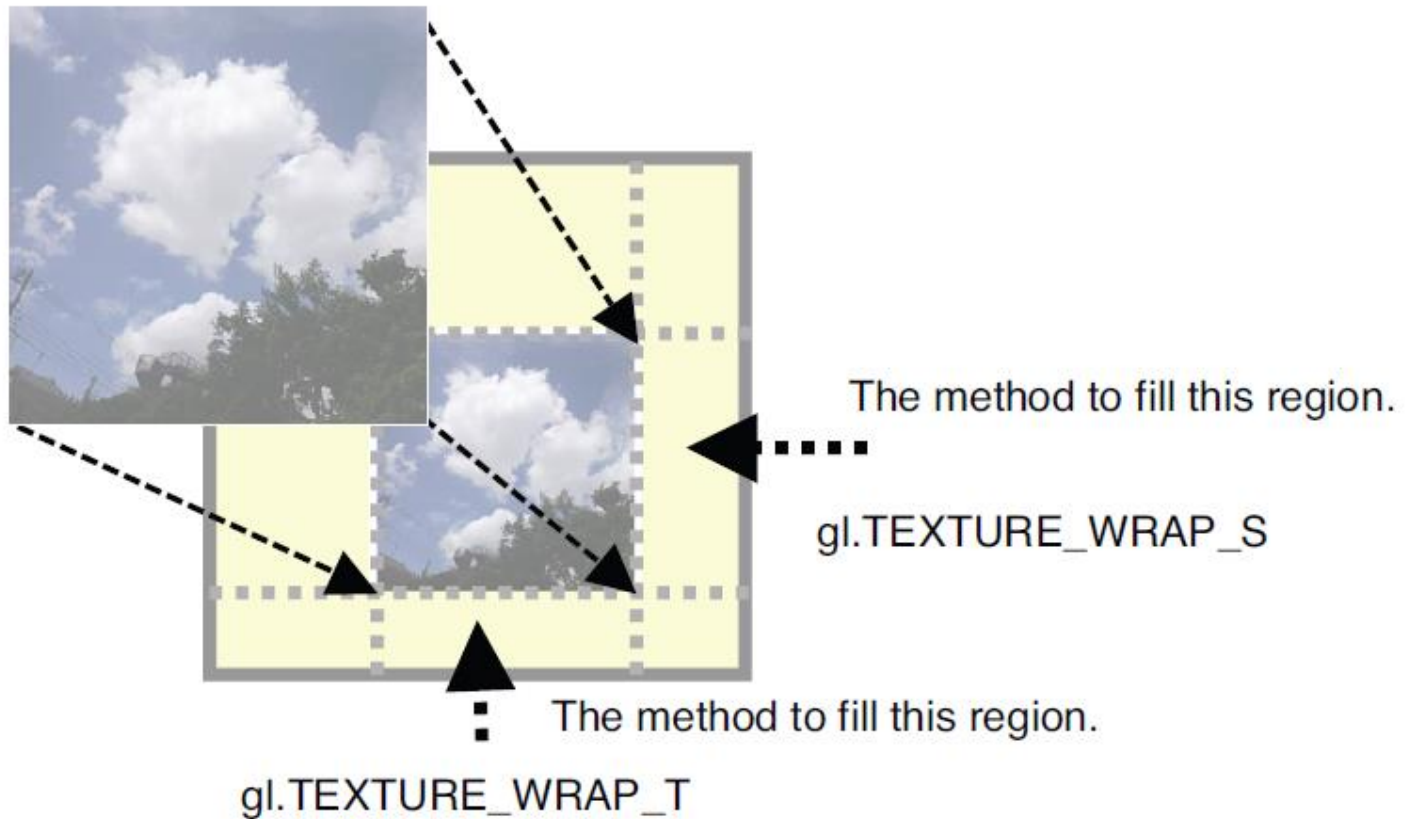 The method to fill this region.
gl.TEXTURE_WRAP_S
The method to fill this region.
gl.TEXTURE_WRAP_T